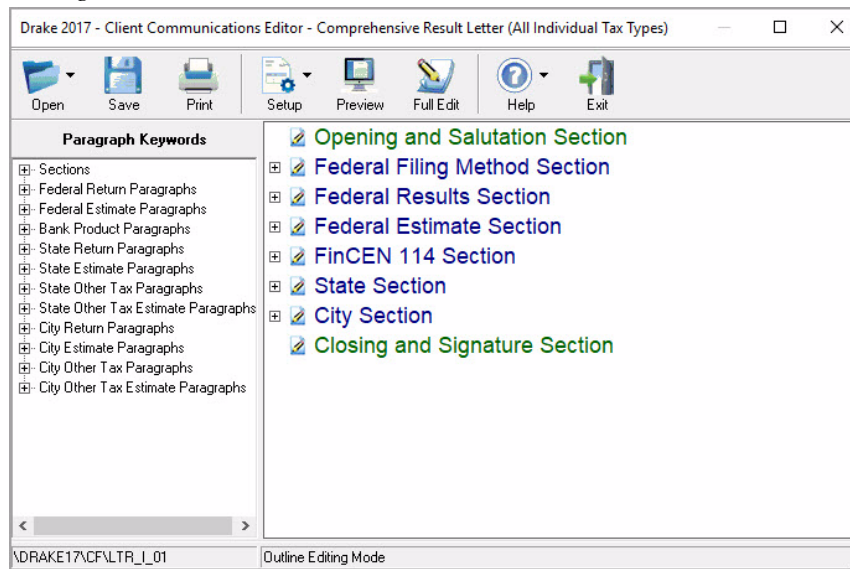 Drake 2017 - Client Communications Editor - Comprehensive Result Letter (All Individual Tax Types)
Open Save Print Setup Preview Full Edit Help Exit
Paragraph Keywords
Sections
Federal Return Paragraphs
Federal Estimate Paragraphs
Bank Product Paragraphs
State Return Paragraphs
State Estimate Paragraphs
State Other Tax Paragraphs
State Other Tax Estimate Paragraphs
City Return Paragraphs
City Estimate Paragraphs
City Other Tax Paragraphs
City Other Tax Estimate Paragraphs
Opening and Salutation Section
Federal Filing Method Section
Federal Results Section
Federal Estimate Section
FinCEN 114 Section
State Section
City Section
Closing and Signature Section
\DRAKE17\CF\LTR_I_01
Outline Editing Mode